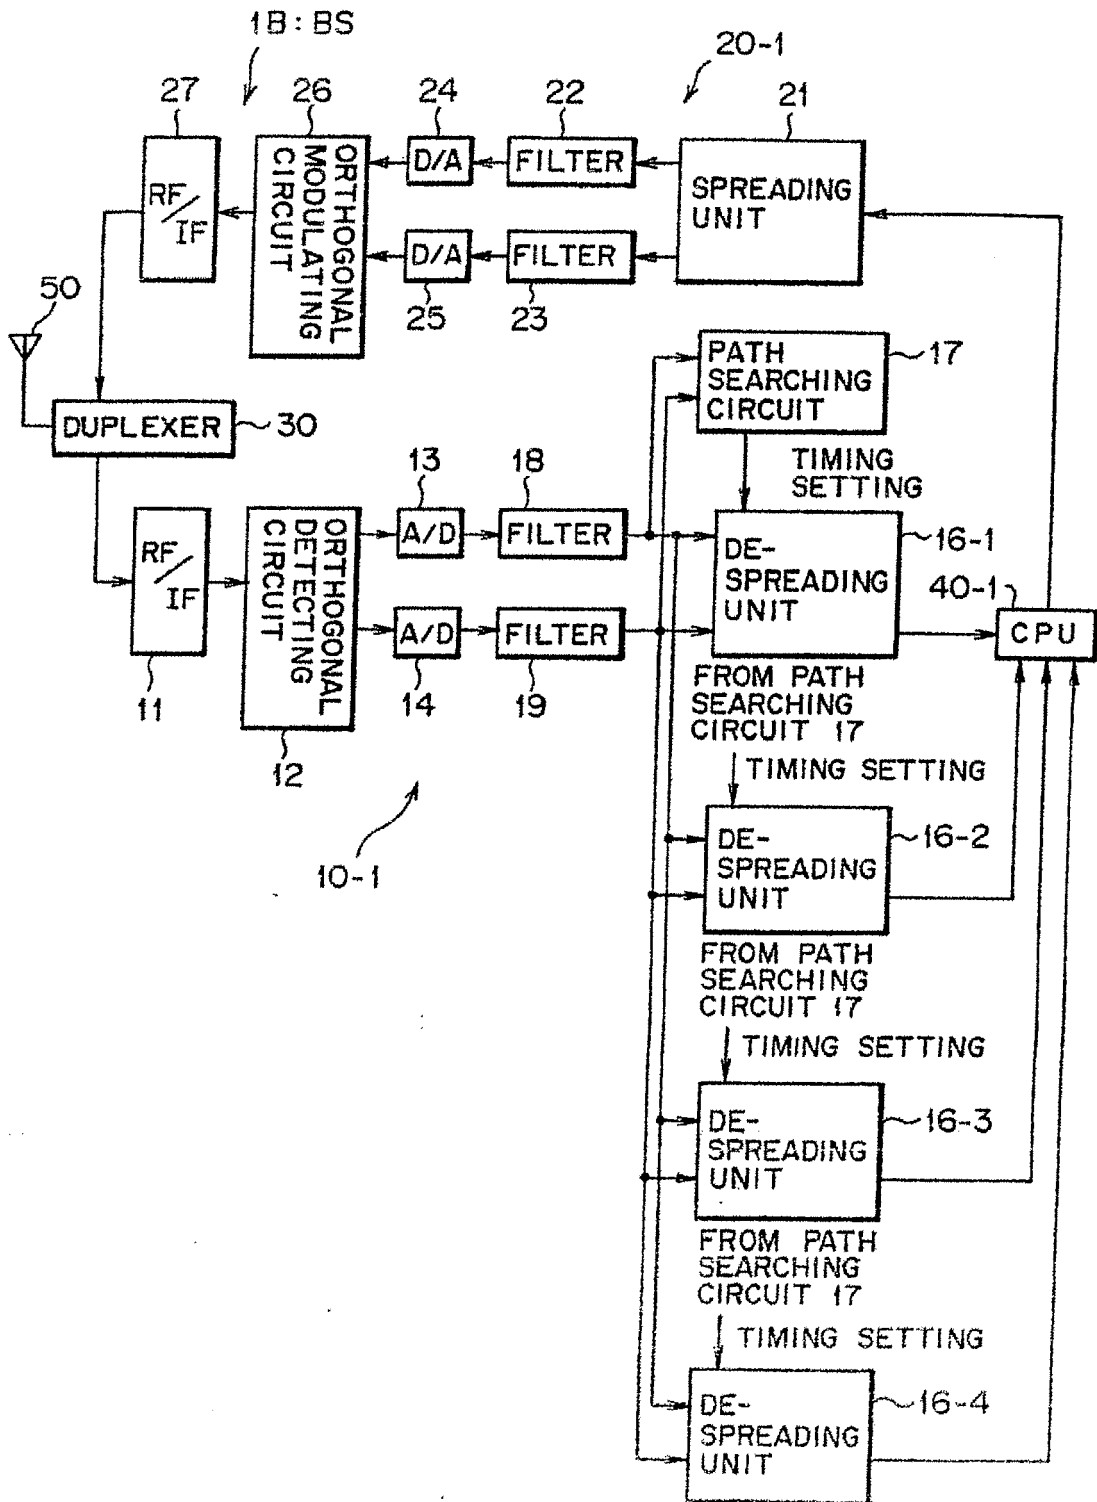 1B:BS
20-1
27
26
24
22
21
RF/IF
ORTHOGONAL
MODULATING
CIRCUIT
D/A
FILTER
SPREADING
UNIT
D/A
FILTER
25
23
50
DUPLEXER
30
PATH
SEARCHING
CIRCUIT
17
TIMING
SETTING
13
18
RF/IF
ORTHOGONAL
DETECTING
CIRCUIT
A/D
FILTER
DE-
SPREADING
UNIT
16-1
40-1
CPU
A/D
FILTER
11
12
14
19
10-1
FROM PATH
SEARCHING
CIRCUIT 17
TIMING SETTING
DE-
SPREADING
UNIT
16-2
FROM PATH
SEARCHING
CIRCUIT 17
TIMING SETTING
DE-
SPREADING
UNIT
16-3
FROM PATH
SEARCHING
CIRCUIT 17
TIMING SETTING
DE-
SPREADING
UNIT
16-4